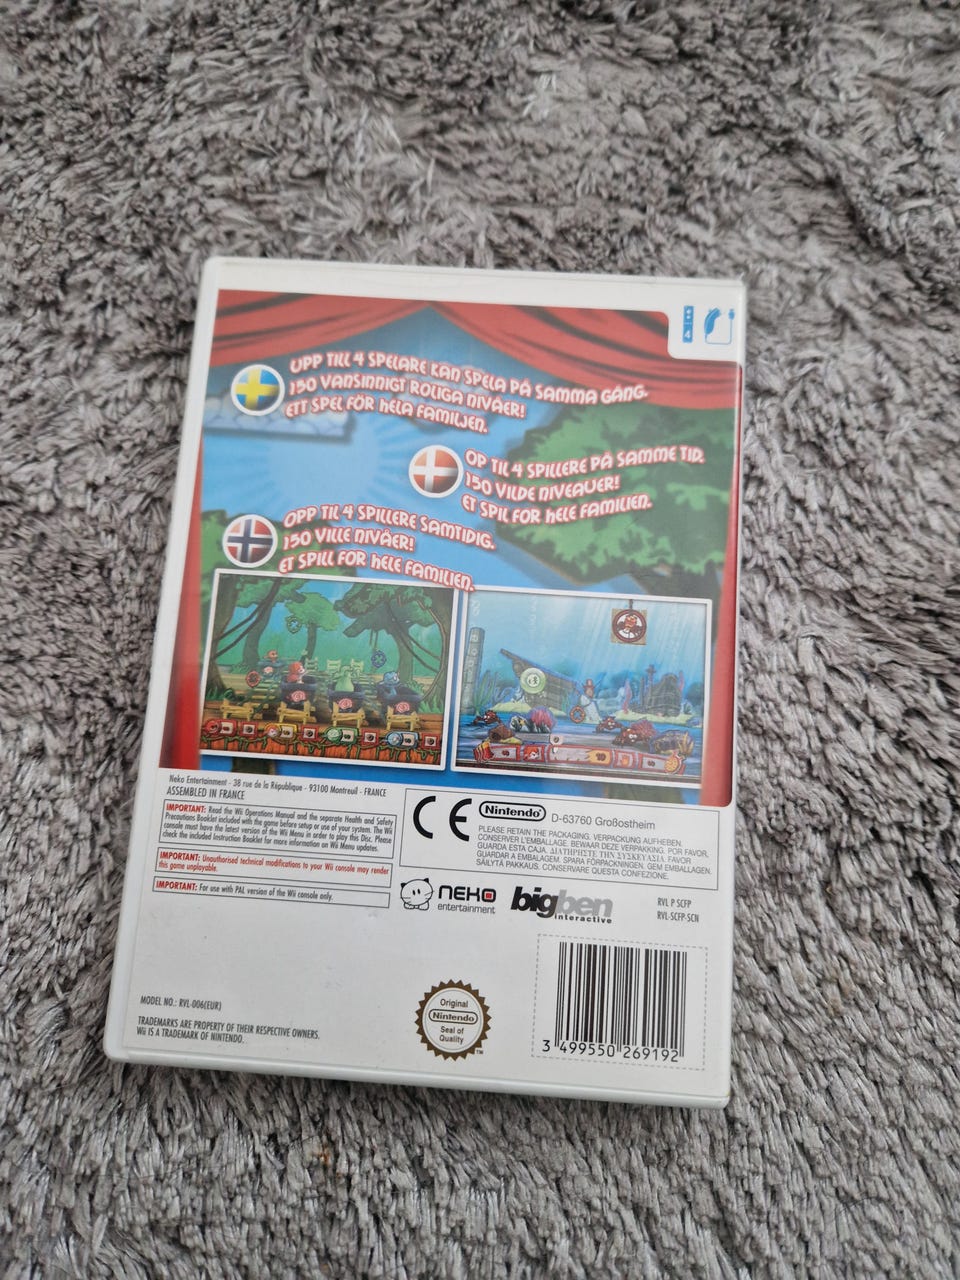 UPP TILL 4 SPELARE KAN SPELA PÅ SAMMA GÅNG.
150 VANSINNIGT ROLIGA NIVÅER!
ETT SPEL FÖR HELA FAMILJEN.
OP TIL 4 SPILLERE PÅ SAMME TID.
150 VILDE NIVEAUER!
ET SPIL FOR HELE FAMILIEN.
OPP TIL 4 SPILLERE SAMTIDIG.
150 VILLE NIVÅER!
ET SPILL FOR HELE FAMILIEN.
Neko Entertainment - 38 rue de la République - 93100 Montreuil - FRANCE
ASSEMBLED IN FRANCE
IMPORTANT: Read the Wii Operations Manual and the separate Health and Safety
Precautions Booklet included with the game before setup or use of your system. The Wii
console must have the latest version of the Wii Menu in order to play this Disc. Please
check the included Instruction Booklet for more information on Wii Menu updates.
IMPORTANT: Unauthorised technical modifications to your Wii console may render
this game unplayable.
IMPORTANT: For use with PAL version of the Wii console only.
CE
Nintendo®
D-63760 Großostheim
PLEASE RETAIN THE PACKAGING. VERPACKUNG AUFHEBEN.
CONSERVER L'EMBALLAGE. BEWAAR DEZE VERPAKKING. POR FAVOR,
GUARDA ESTA CAJA. ΔΙΑΤΗΡΗΣΤΕ ΤΗΝ ΣΥΣΚΕΥΑΣΙΑ. FAVOR
GUARDAR A EMBALAGEM. SPARA FÖRPACKNINGEN. GEM EMBALLAGEN.
SÄILYTÄ PAKKAUS. CONSERVARE QUESTA CONFEZIONE.
NEKO
entertainment
bigben
interactive
RVL P SCFP
RVL-SCFP-SCN
MODEL NO.: RVL-006(EUR)
TRADEMARKS ARE PROPERTY OF THEIR RESPECTIVE OWNERS.
Wii IS A TRADEMARK OF NINTENDO.
Original
Nintendo®
Seal of
Quality
TM
3 499550 269192